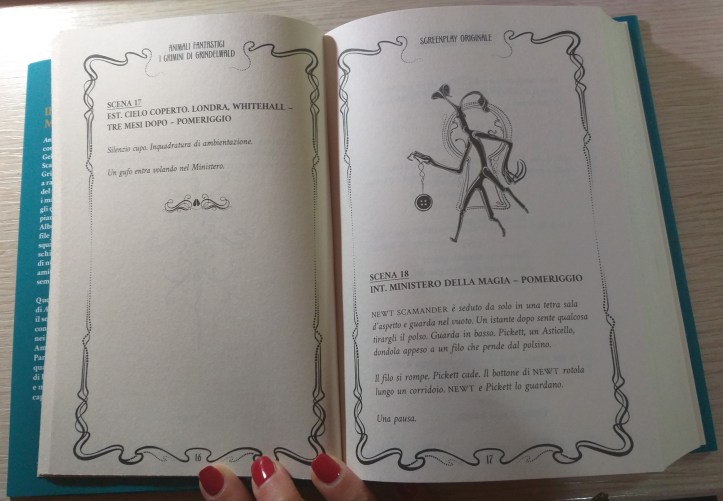 ANIMALI FANTASTICI
I CRIMINI DI GRINDELWALD
SCENA 17
EST. CIELO COPERTO. LONDRA, WHITEHALL –
TRE MESI DOPO – POMERIGGIO
Silenzio cupo. Inquadratura di ambientazione.
Un gufo entra volando nel Ministero.
16
SCREENPLAY ORIGINALE
SCENA 18
INT. MINISTERO DELLA MAGIA – POMERIGGIO
NEWT SCAMANDER è seduto da solo in una tetra sala
d'aspetto e guarda nel vuoto. Un istante dopo sente qualcosa
tirargli il polso. Guarda in basso. Pickett, un Asticello,
dondola appeso a un filo che pende dal polsino.
Il filo si rompe. Pickett cade. Il bottone di NEWT rotola
lungo un corridoio. NEWT e Pickett lo guardano.
Una pausa.
17